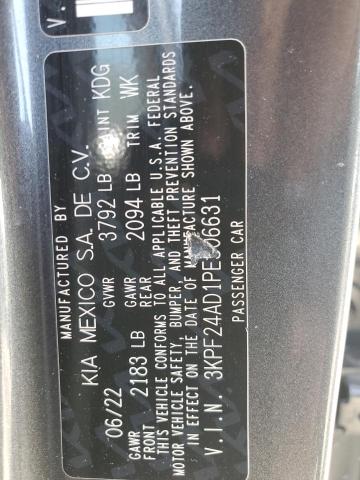 V.
MANUFACTURED BY
KIA MEXICO S.A. DE C.V.
06/22 GVWR 3792 LB PAINT KDG
GAWR FRONT 2183 LB GAWR REAR 2094 LB TRIM WK
THIS VEHICLE CONFORMS TO ALL APPLICABLE U.S.A. FEDERAL
MOTOR VEHICLE SAFETY, BUMPER, AND THEFT PREVENTION STANDARDS
IN EFFECT ON THE DATE OF MANUFACTURE SHOWN ABOVE.
V.I.N.
PASSENGER CAR